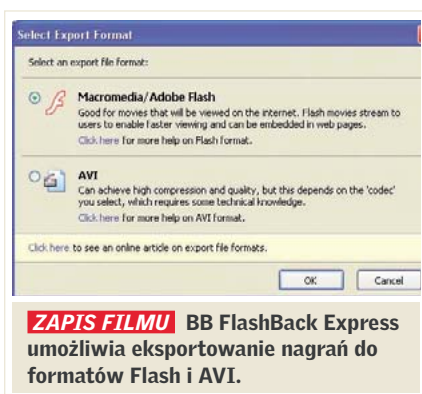 Select Export Format
Select an export file format:
Macromedia/Adobe Flash
Good for movies that will be viewed on the internet. Flash movies stream to
users to enable faster viewing and can be embedded in web pages.
Click here for more help on Flash format.
AVI
Can achieve high compression and quality, but this depends on the 'codec'
you select, which requires some technical knowledge.
Click here for more help on AVI format.
Click here to see an online article on export file formats.
OK
Cancel
ZAPIS FILMU BB FlashBack Express
umożliwia eksportowanie nagrań do
formatów Flash i AVI.